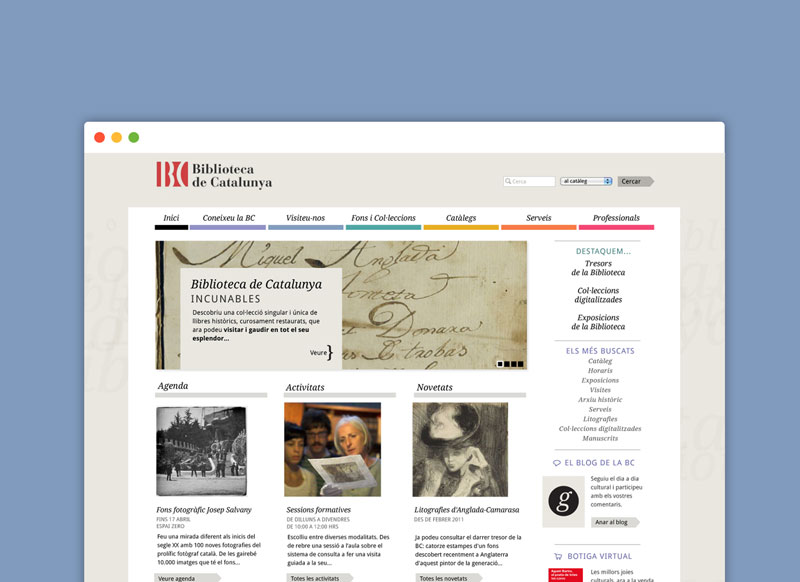 Biblioteca
de Catalunya
Cerca
al catàleg
Cercar
Inici
Coneixeu la BC
Visiteu-nos
Fons i Col·leccions
Catàlegs
Serveis
Professionals
Miquel Anglada
Donaxa
Biblioteca de Catalunya
INCUNABLES
Descobriu una col·lecció singular i única de
llibres històrics, curosament restaurats, que
ara podeu visitar i gaudir en tot el seu
esplendor...
Veure }
DESTAQUEM...
Tresors
de la Biblioteca
Col·leccions
digitalitzades
Exposicions
de la Biblioteca
ELS MÉS BUSCATS
Catàleg
Horaris
Exposicions
Visites
Arxiu històric
Serveis
Litografies
Col·leccions digitalitzades
Manuscrits
Agenda
Fons fotogràfic Josep Salvany
FINS 17 ABRIL
ESPAI ZERO
Feu una mirada diferent als inicis del
segle XX amb 100 noves fotografies del
prolífic fotògraf català. De les gairebé
10.000 imatges que té el fons...
Veure agenda
Activitats
Sessions formatives
DE DILLUNS A DIVENDRES
DE 10:00 A 12:00 HRS
Escolliu entre diverses modalitats. Des
de rebre una sessió a l'aula sobre el
sistema de consulta a fer una visita
guiada a la seu...
Totes les activitats
Novetats
Litografies d'Anglada-Camarasa
DES DE FEBRER 2011
Ja podeu consultar el darrer tresor de la
BC; catorze estampes d'un fons
descobert recentment a Anglaterra
d'aquest pintor de la generació...
Totes les novetats
EL BLOG DE LA BC
g
Seguiu el dia a dia
cultural i participeu
amb els vostres
comentaris.
Anar al blog
BOTIGA VIRTUAL
Les millors joies
culturals, ara a la venda